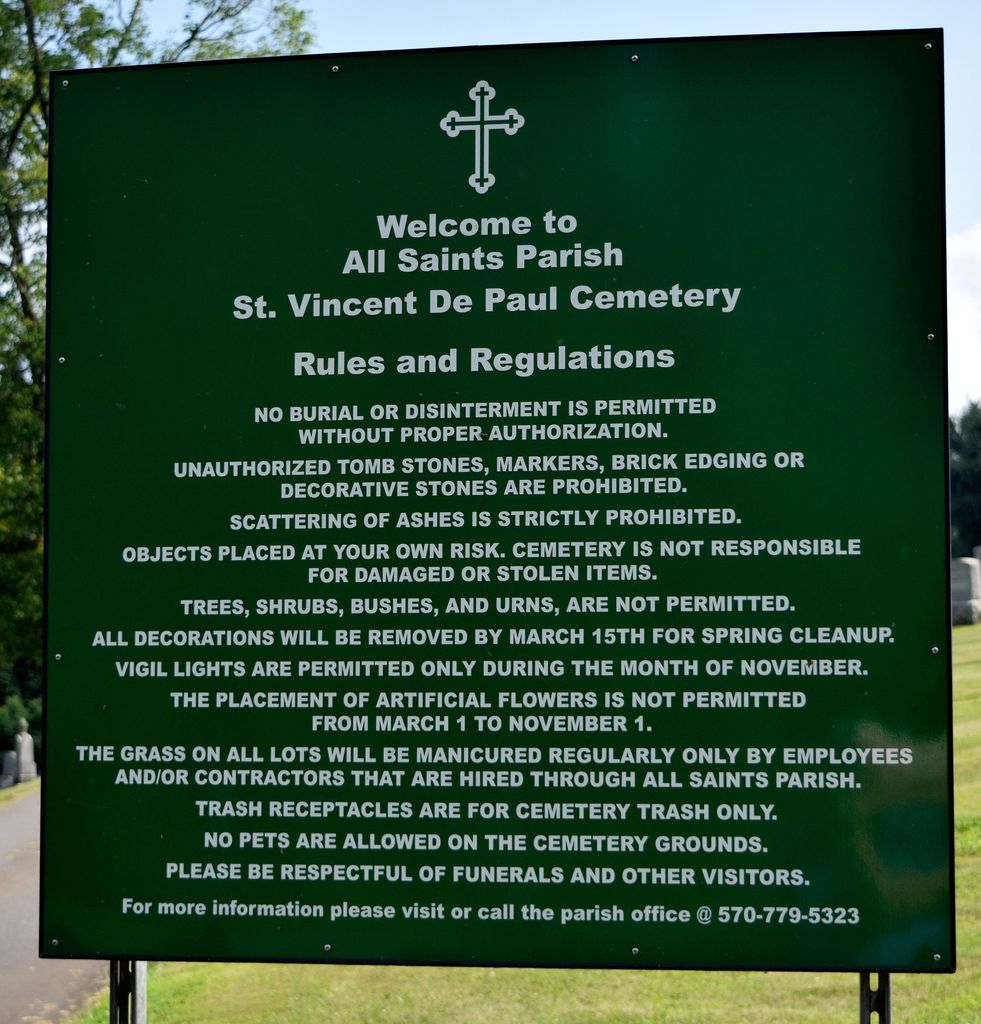 Welcome to
All Saints Parish
St. Vincent De Paul Cemetery
Rules and Regulations
NO BURIAL OR DISINTERMENT IS PERMITTED
WITHOUT PROPER AUTHORIZATION.
UNAUTHORIZED TOMB STONES, MARKERS, BRICK EDGING OR
DECORATIVE STONES ARE PROHIBITED.
SCATTERING OF ASHES IS STRICTLY PROHIBITED.
OBJECTS PLACED AT YOUR OWN RISK. CEMETERY IS NOT RESPONSIBLE
FOR DAMAGED OR STOLEN ITEMS.
TREES, SHRUBS, BUSHES, AND URNS, ARE NOT PERMITTED.
ALL DECORATIONS WILL BE REMOVED BY MARCH 15TH FOR SPRING CLEANUP.
VIGIL LIGHTS ARE PERMITTED ONLY DURING THE MONTH OF NOVEMBER.
THE PLACEMENT OF ARTIFICIAL FLOWERS IS NOT PERMITTED
FROM MARCH 1 TO NOVEMBER 1.
THE GRASS ON ALL LOTS WILL BE MANICURED REGULARLY ONLY BY EMPLOYEES
AND/OR CONTRACTORS THAT ARE HIRED THROUGH ALL SAINTS PARISH.
TRASH RECEPTACLES ARE FOR CEMETERY TRASH ONLY.
NO PETS ARE ALLOWED ON THE CEMETERY GROUNDS.
PLEASE BE RESPECTFUL OF FUNERALS AND OTHER VISITORS.
For more information please visit or call the parish office @ 570-779-5323